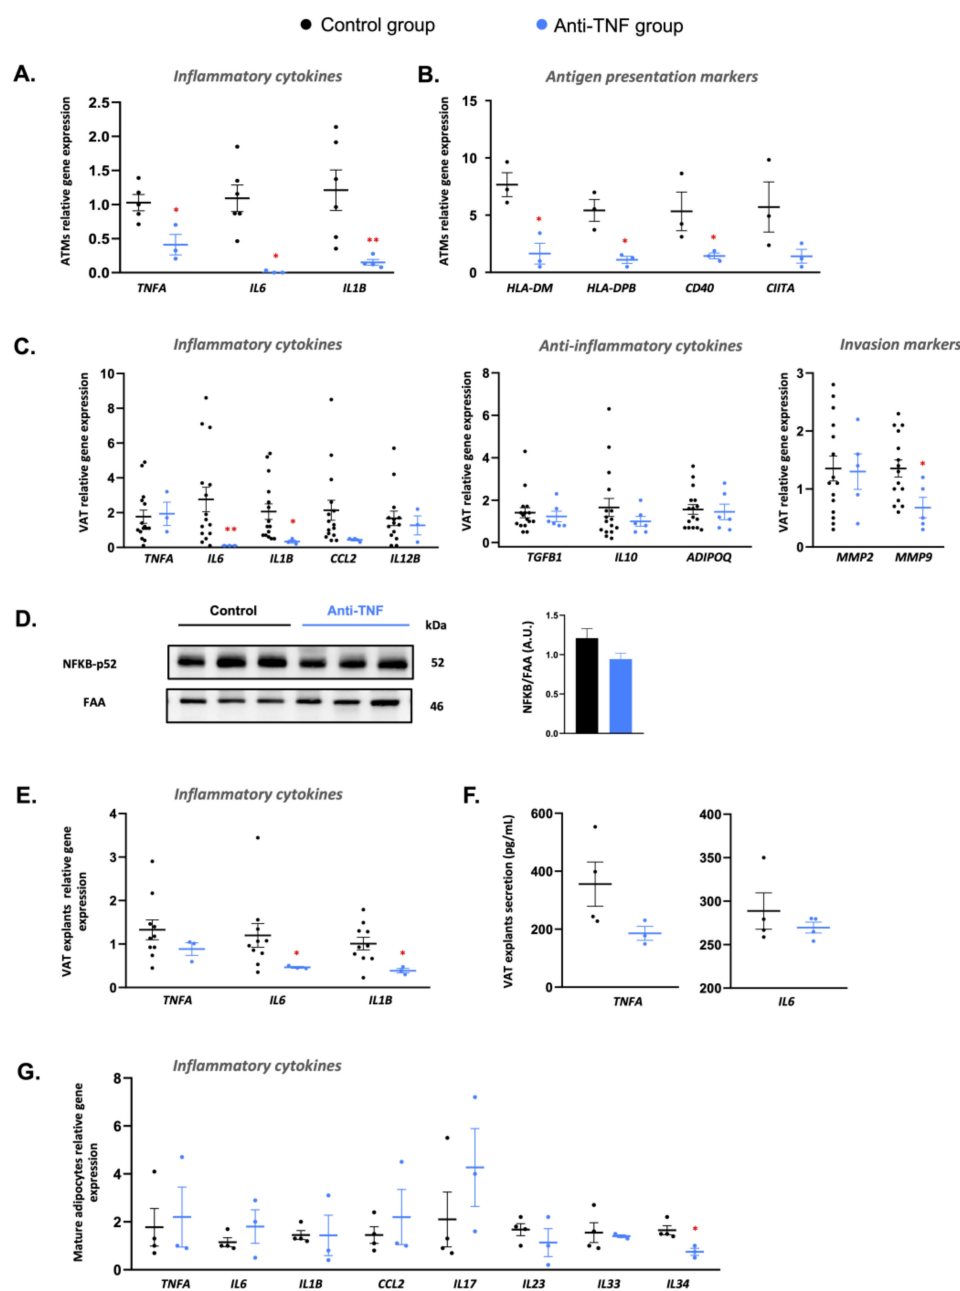 Control group
Anti-TNF group
A.
Inflammatory cytokines
ATMs relative gene expression
2.5
2.0
1.5
1.0
0.5
0.0
*
*
**
TNFA
IL6
IL1B
B.
Antigen presentation markers
ATMs relative gene expression
15
10
5
0
*
*
*
HLA-DM
HLA-DPB
CD40
CIITA
C.
Inflammatory cytokines
VAT relative gene expression
10
8
6
4
2
0
**
*
TNFA
IL6
IL1B
CCL2
IL12B
Anti-inflammatory cytokines
VAT relative gene expression
8
6
4
2
0
TGFB1
IL10
ADIPOQ
Invasion markers
VAT relative gene expression
3
2
1
0
*
MMP2
MMP9
D.
Control
Anti-TNF
kDa
NFKB-p52
52
FAA
46
NFKB/FAA (A.U.)
1.5
1.0
0.5
0.0
E.
Inflammatory cytokines
VAT explants relative gene
expression
4
3
2
1
0
*
*
TNFA
IL6
IL1B
F.
VAT explants secretion (pg/mL)
600
400
200
0
TNFA
400
350
300
250
200
IL6
G.
Inflammatory cytokines
Mature adipocytes relative gene
expression
8
6
4
2
0
*
TNFA
IL6
IL1B
CCL2
IL17
IL23
IL33
IL34